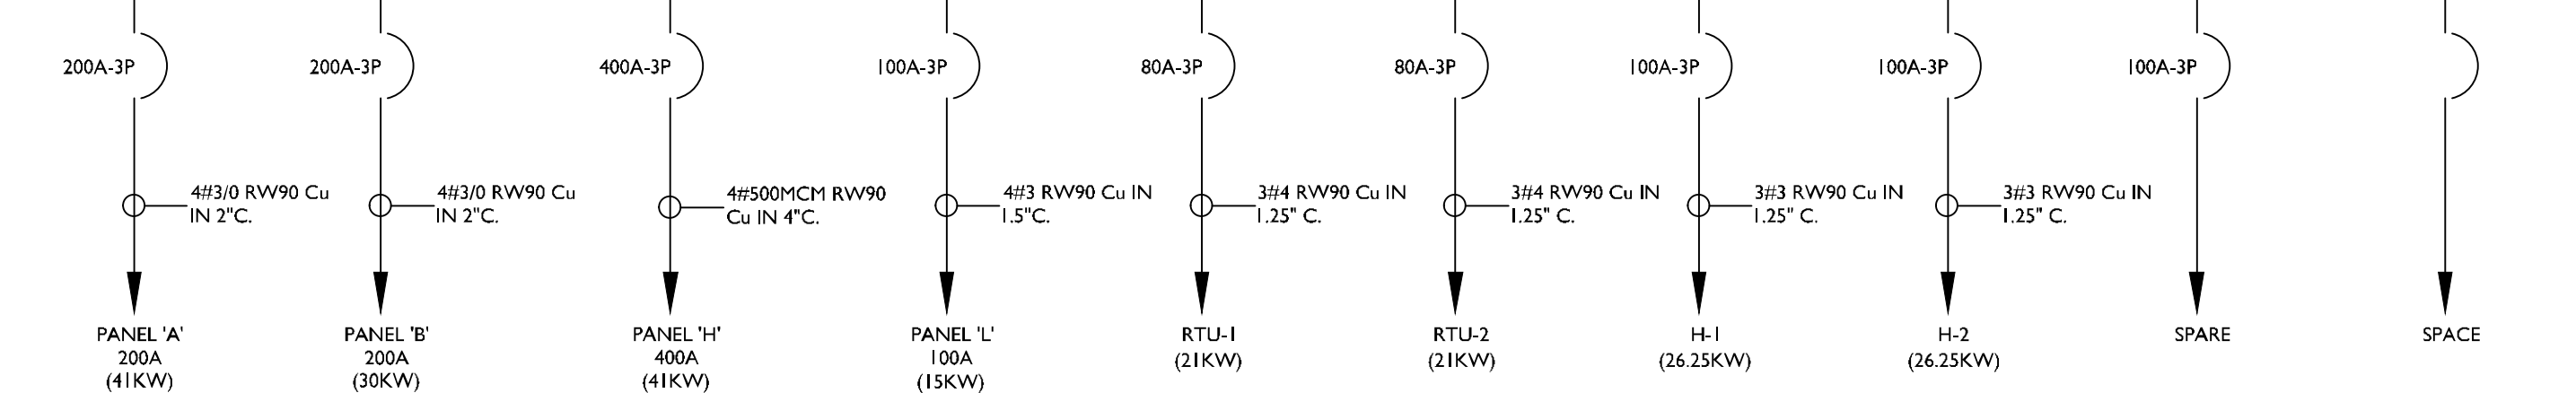 200A-3P
200A-3P
400A-3P
100A-3P
80A-3P
80A-3P
100A-3P
100A-3P
100A-3P
4#3/0 RW90 Cu
IN 2"C.
4#3/0 RW90 Cu
IN 2"C.
4#500MCM RW90
Cu IN 4"C.
4#3 RW90 Cu IN
1.5"C.
3#4 RW90 Cu IN
1.25" C.
3#4 RW90 Cu IN
1.25" C.
3#3 RW90 Cu IN
1.25" C.
3#3 RW90 Cu IN
1.25" C.
PANEL 'A'
200A
(41KW)
PANEL 'B'
200A
(30KW)
PANEL 'H'
400A
(41KW)
PANEL 'L'
100A
(15KW)
RTU-1
(21KW)
RTU-2
(21KW)
H-1
(26.25KW)
H-2
(26.25KW)
SPARE
SPACE